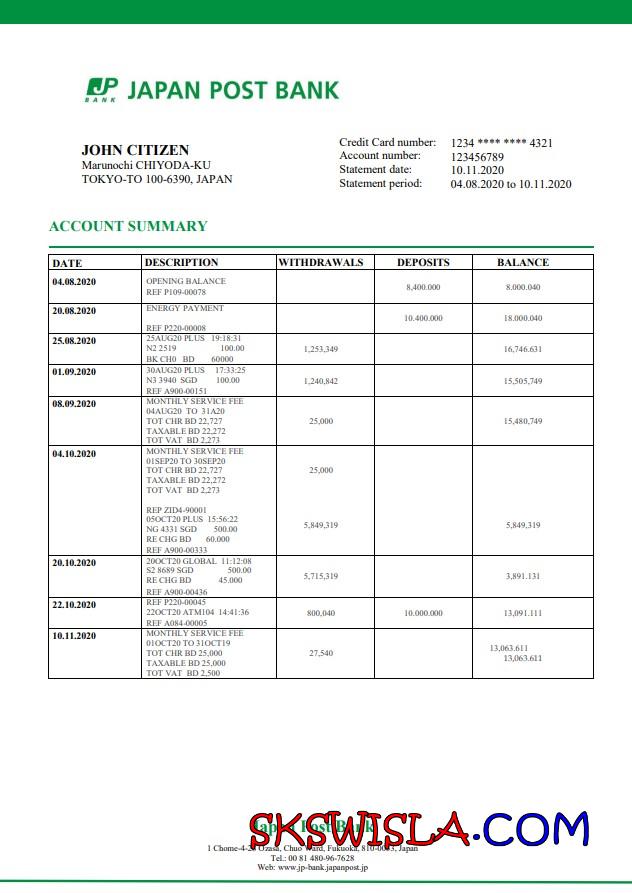 JP
BANK
JAPAN POST BANK
JOHN CITIZEN
Marunochi CHIYODA-KU
TOKYO-TO 100-6390, JAPAN
Credit Card number: 1234 **** **** 4321
Account number: 123456789
Statement date: 10.11.2020
Statement period: 04.08.2020 to 10.11.2020
ACCOUNT SUMMARY
DATE DESCRIPTION WITHDRAWALS DEPOSITS BALANCE
04.08.2020 OPENING BALANCE
REF P109-00078 8,400.000 8.000.040
20.08.2020 ENERGY PAYMENT
10.400.000 18.000.040
REF P220-00008
25.08.2020 25AUG20 PLUS 19:18:31
N2 2519 100.00 1,253,349 16,746.631
BK CH0 BD 60000
01.09.2020 30AUG20 PLUS 17:33:25
N3 3940 SGD 100.00 1,240,842 15,505,749
REF A900-00151
08.09.2020 MONTHLY SERVICE FEE
04AUG20 TO 31A20
TOT CHR BD 22,727 25,000 15,480,749
TAXABLE BD 22,272
TOT VAT BD 2,273
04.10.2020 MONTHLY SERVICE FEE
01SEP20 TO 30SEP20
TOT CHR BD 22,727 25,000
TAXABLE BD 22,272
TOT VAT BD 2,273
REP ZID4-90001
05OCT20 PLUS 15:56:22
NG 4331 SGD 500.00 5,849,319 5,849,319
RE CHG BD 60.000
REF A900-00333
20.10.2020 20OCT20 GLOBAL 11:12:08
S2 8689 SGD 500.00
RE CHG BD 45.000 5,715,319 3,891.131
REF A900-00436
22.10.2020 REF P220-00045
22OCT20 ATM104 14:41:36 800,040 10.000.000 13,091.111
REF A084-00005
10.11.2020 MONTHLY SERVICE FEE
01OCT20 TO 31OCT19 13,063.611
TOT CHR BD 25,000 27,540 13,063.611
TAXABLE BD 25,000
TOT VAT BD 2,500
Japan Post Bank
SKSWISLA.COM
1 Chome-4-28 Ozasa, Chuo Ward, Fukuoka, Japan
Tel.: 00 81 480-96-7628
Web: www.jp-bank.japanpost.jp